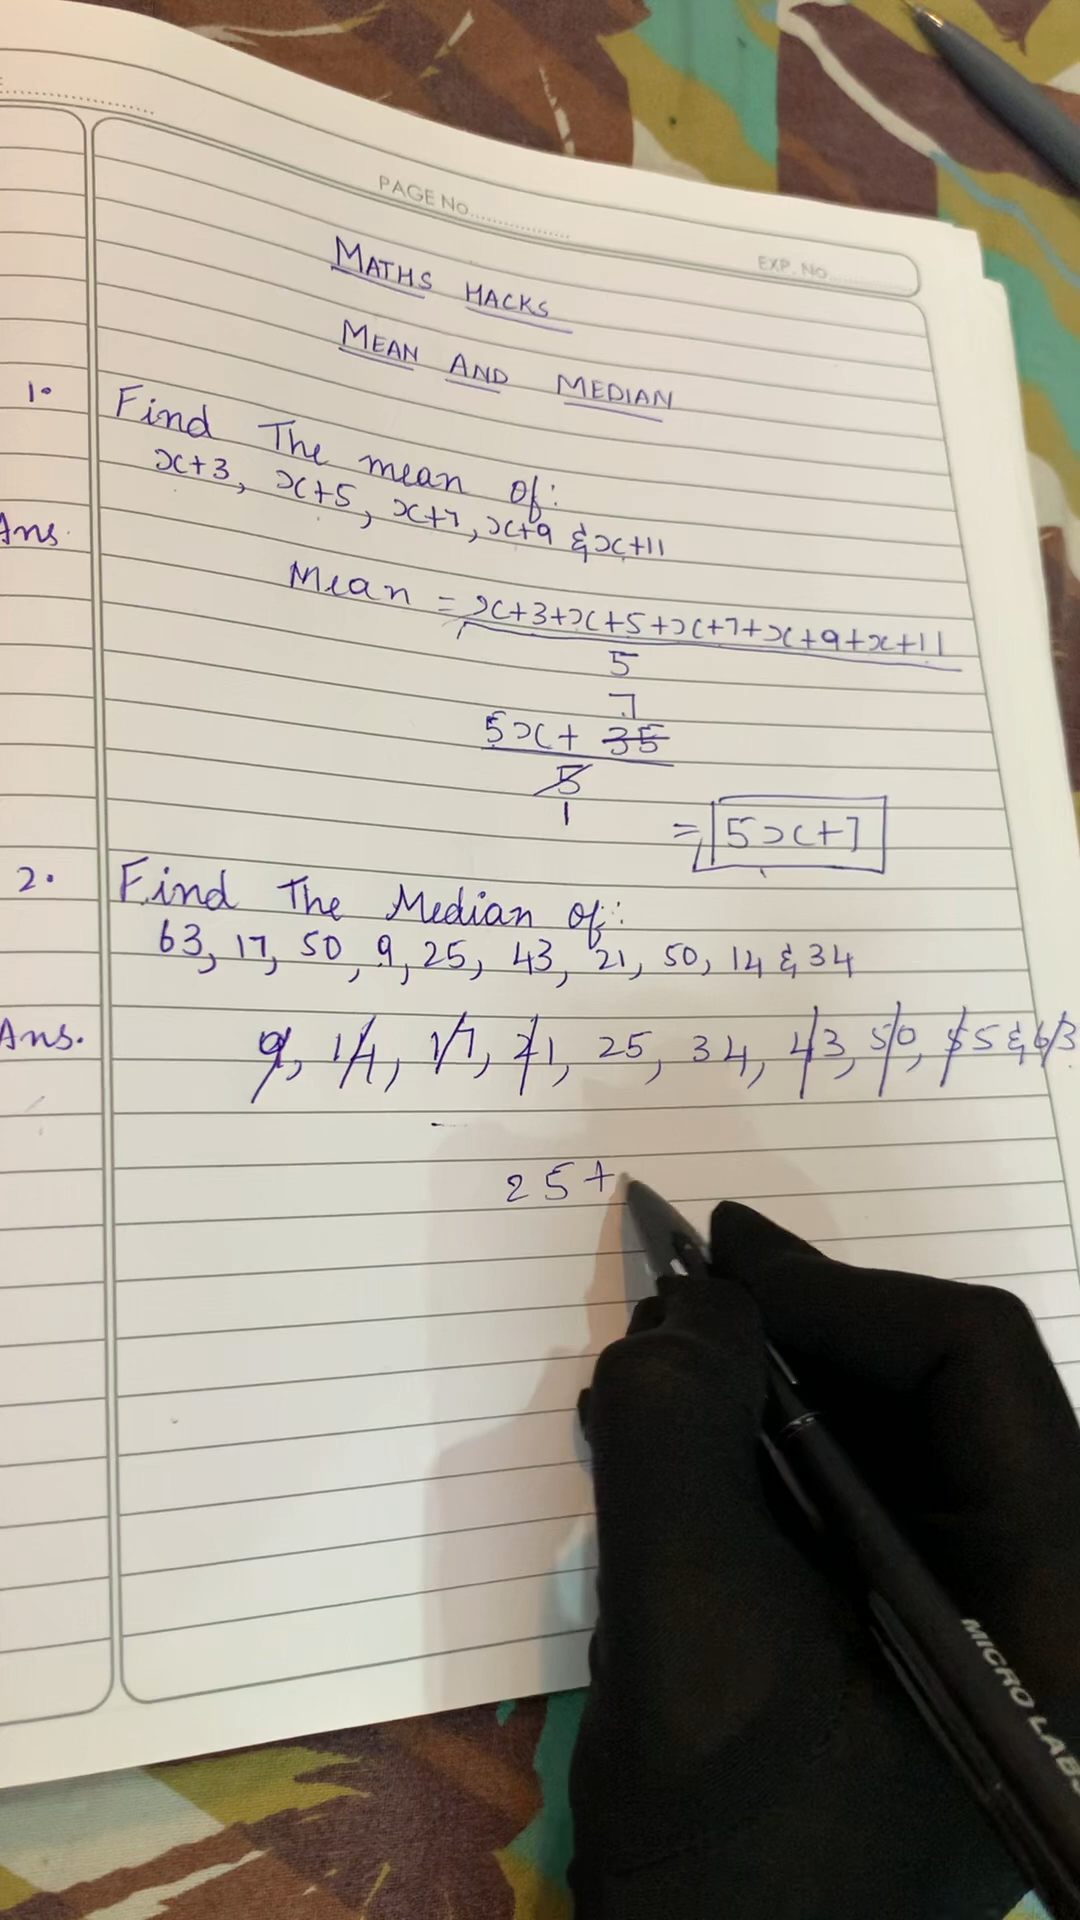 PAGE No.
EXP. No.
MATHS HACKS
MEAN AND MEDIAN
1. Find The mean of:
x+3, x+5, x+7, x+9 & x+11
Ans.
Mean = x+3+x+5+x+7+x+9+x+11
5
7
5x+ 35
5
1
= 5x+7
2. Find The Median of:
63, 17, 50, 9, 25, 43, 21, 50, 14 & 34
Ans. 9, 14, 17, 21, 25, 34, 43, 50, 55 & 63
25+
MICRO LABS